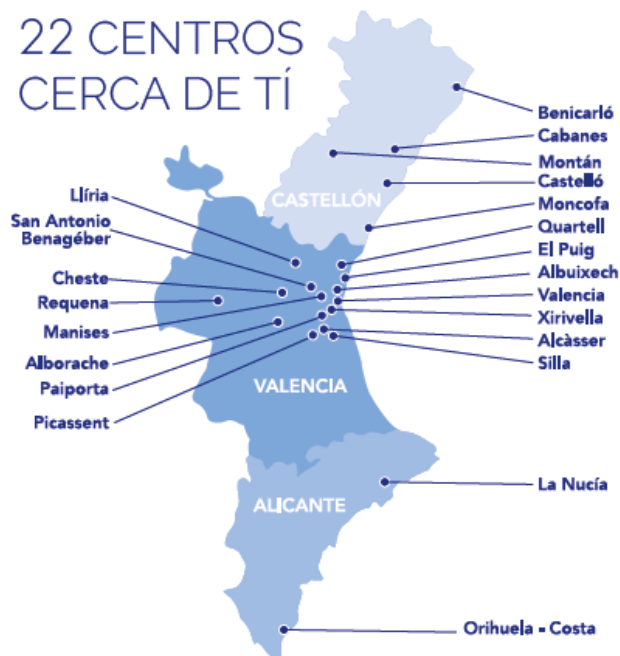 22 CENTROS
CERCA DE TÍ
Benicarló
Cabanes
Montán
Castelló
Moncofa
Quartell
El Puig
Albuixech
Valencia
Xirivella
Alcàsser
Silla
La Nucía
Orihuela - Costa
Llíria
San Antonio
Benagéber
Cheste
Requena
Manises
Alborache
Paiporta
Picassent
CASTELLÓN
VALENCIA
ALICANTE